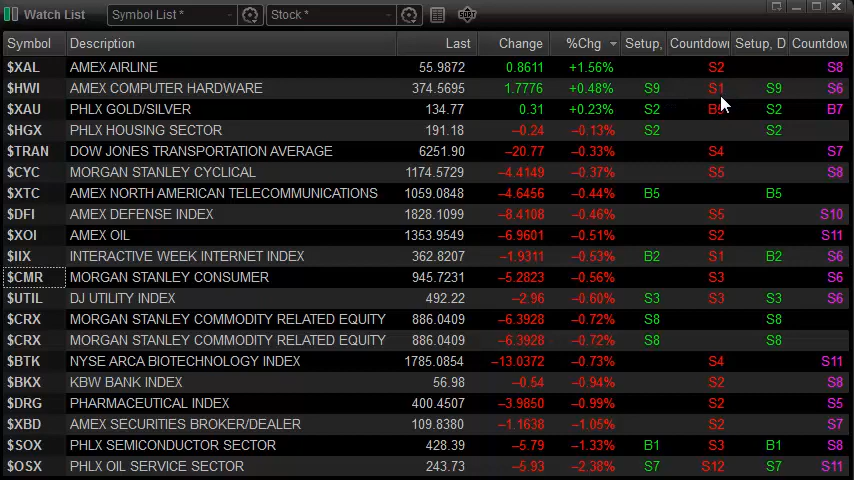 Watch List Symbol List * Stock *
Symbol Description Last Change %Chg Setup, Countdown Setup, D Countdow
$XAL AMEX AIRLINE 55.9872 0.8611 +1.56% S2 S8
$HWI AMEX COMPUTER HARDWARE 374.5695 1.7776 +0.48% S9 S1 S9 S6
$XAU PHLX GOLD/SILVER 134.77 0.31 +0.23% S2 S2 B7
$HGX PHLX HOUSING SECTOR 191.18 –0.24 –0.13% S2 S2
$TRAN DOW JONES TRANSPORTATION AVERAGE 6251.90 –20.77 –0.33% S4 S7
$CYC MORGAN STANLEY CYCLICAL 1174.5729 –4.4149 –0.37% S5 S8
$XTC AMEX NORTH AMERICAN TELECOMMUNICATIONS 1059.0848 –4.6456 –0.44% B5 B5
$DFI AMEX DEFENSE INDEX 1828.1099 –8.4108 –0.46% S5 S10
$XOI AMEX OIL 1353.9549 –6.9601 –0.51% S2 S11
$IIX INTERACTIVE WEEK INTERNET INDEX 362.8207 –1.9311 –0.53% B2 S1 B2 S6
$CMR MORGAN STANLEY CONSUMER 945.7231 –5.2823 –0.56% S3 S6
$UTIL DJ UTILITY INDEX 492.22 –2.96 –0.60% S3 S3 S3 S6
$CRX MORGAN STANLEY COMMODITY RELATED EQUITY 886.0409 –6.3928 –0.72% S8 S8
$CRX MORGAN STANLEY COMMODITY RELATED EQUITY 886.0409 –6.3928 –0.72% S8 S8
$BTK NYSE ARCA BIOTECHNOLOGY INDEX 1785.0854 –13.0372 –0.73% S4 S11
$BKX KBW BANK INDEX 56.98 –0.54 –0.94% S2 S8
$DRG PHARMACEUTICAL INDEX 400.4507 –3.9850 –0.99% S2 S5
$XBD AMEX SECURITIES BROKER/DEALER 109.8380 –1.1638 –1.05% S2 S7
$SOX PHLX SEMICONDUCTOR SECTOR 428.39 –5.79 –1.33% B1 S3 B1 S8
$OSX PHLX OIL SERVICE SECTOR 243.73 –5.93 –2.38% S7 S12 S7 S11